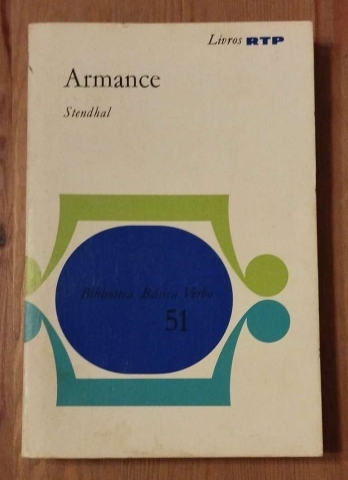 Livros RTP
Armance
Stendhal
Biblioteca Básica Verbo
51